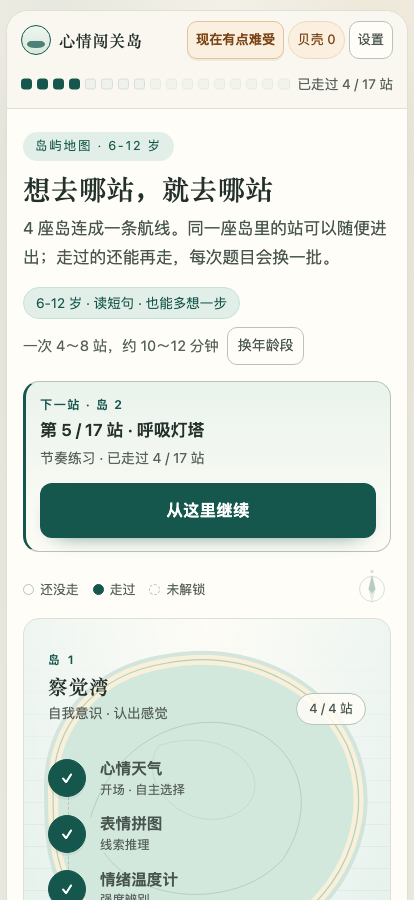 心情闯关岛
现在有点难受
贝壳 0
设置
已走过 4 / 17 站
岛屿地图 · 6-12 岁
想去哪站，就去哪站
4 座岛连成一条航线。同一座岛里的站可以随便进
出；走过的还能再走，每次题目会换一批。
6-12 岁 · 读短句 · 也能多想一步
一次 4～8 站，约 10～12 分钟
换年龄段
下一站 · 岛 2
第 5 / 17 站 · 呼吸灯塔
节奏练习 · 已走过 4 / 17 站
从这里继续
还没走
走过
未解锁
岛 1
察觉湾
自我意识 · 认出感觉
4 / 4 站
心情天气
开场 · 自主选择
表情拼图
线索推理
情绪温度计
强度辨别